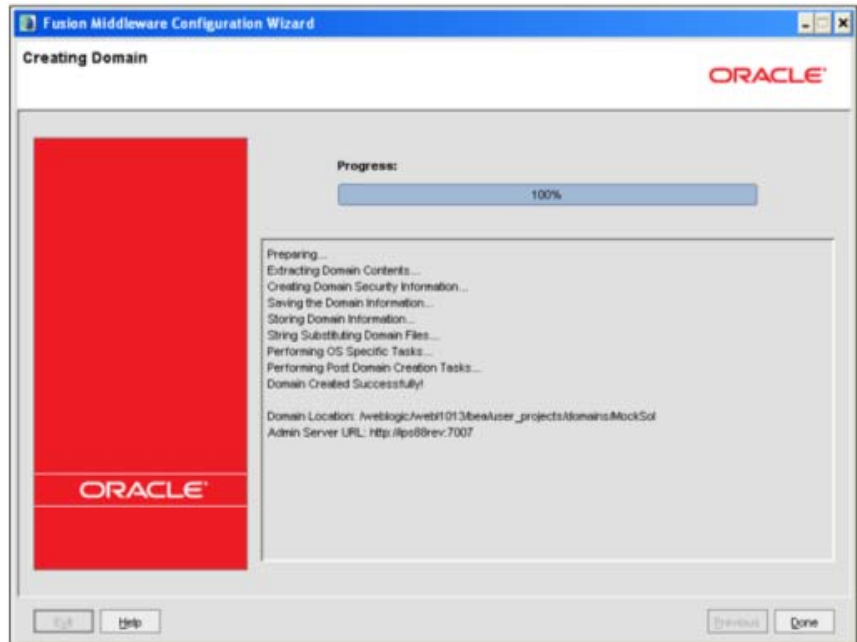 Fusion Middleware Configuration Wizard
Creating Domain
ORACLE
Progress:
100%
Preparing...
Extracting Domain Contents...
Creating Domain Security Information...
Saving the Domain Information...
Storing Domain Information...
String Substituting Domain Files...
Performing OS Specific Tasks...
Performing Post Domain Creation Tasks...
Domain Created Successfully!
Domain Location: /weblogic/webl1013/bea/user_projects/domains/MockSol
Admin Server URL: http://lps88rev:7007
ORACLE
Exit Help Previous Done